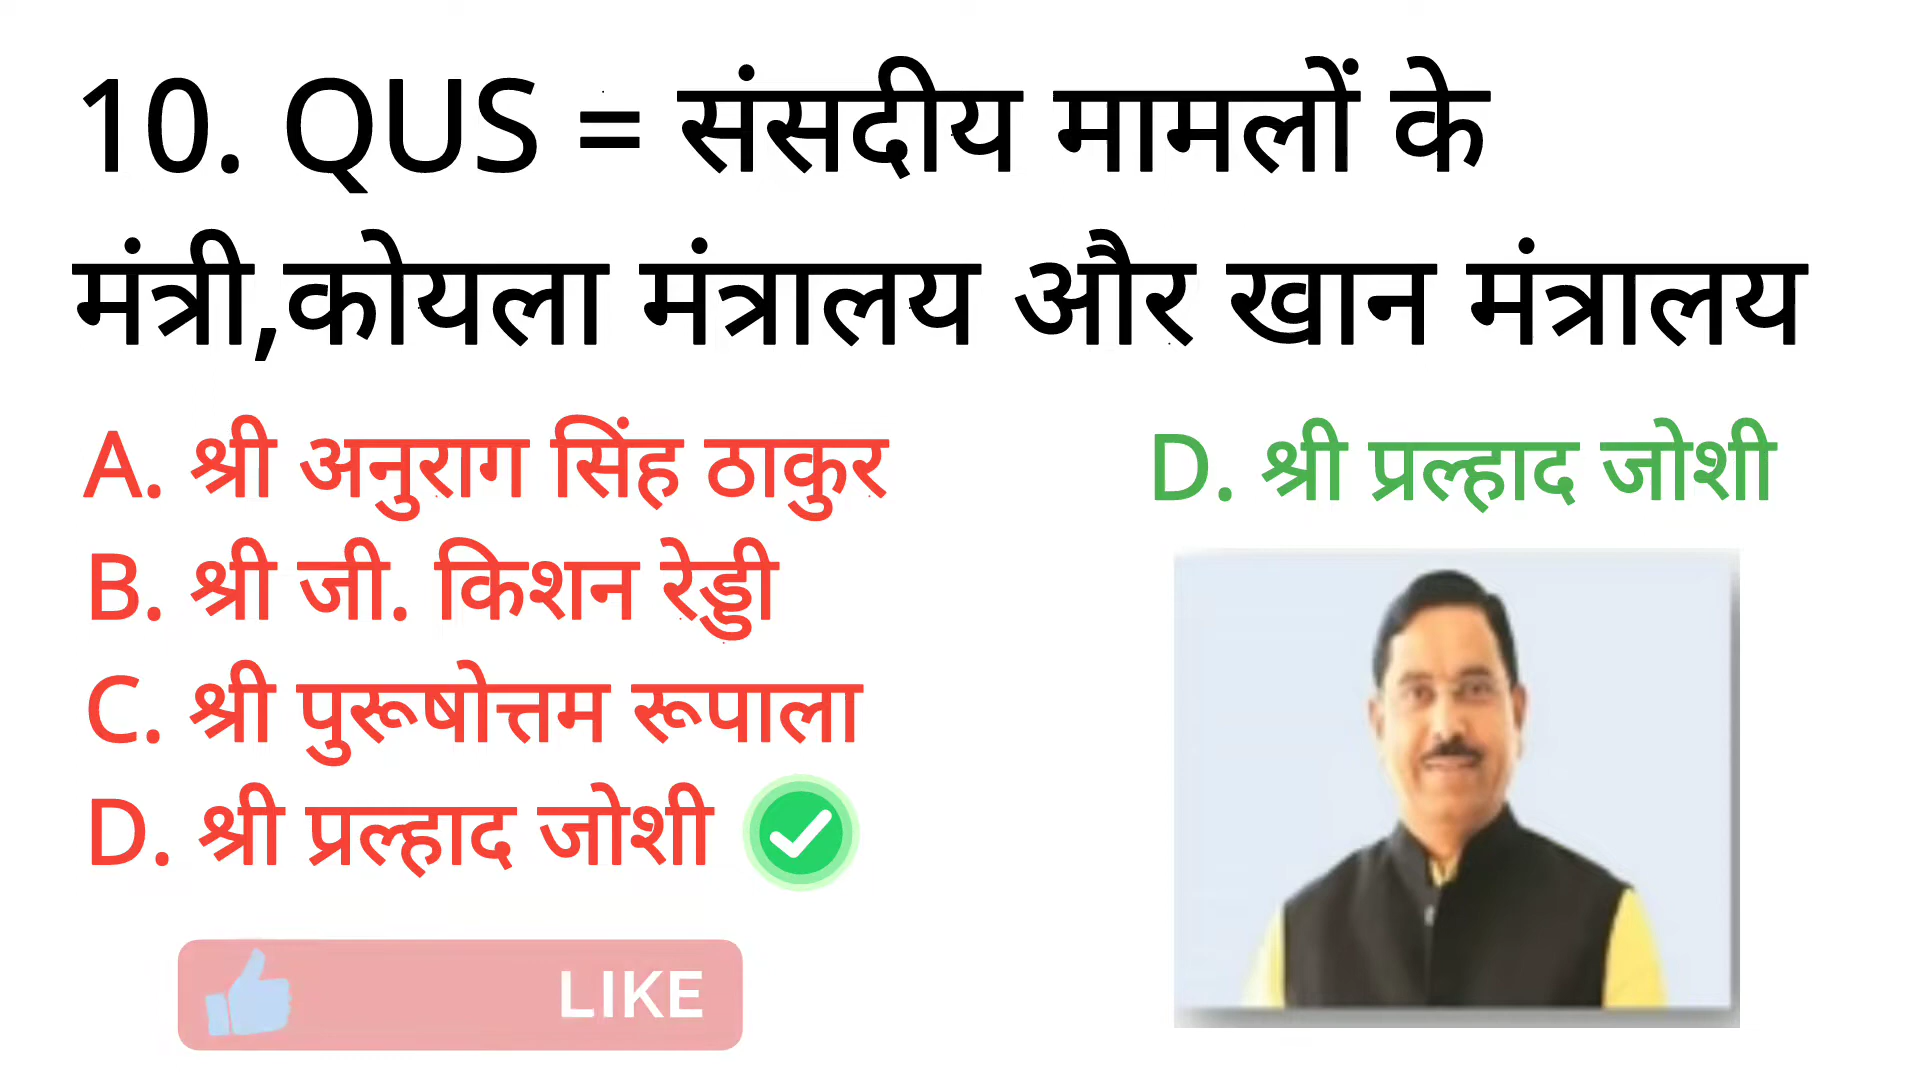 10. QUS = संसदीय मामलों के
मंत्री,कोयला मंत्रालय और खान मंत्रालय
A. श्री अनुराग सिंह ठाकुर
B. श्री जी. किशन रेड्डी
C. श्री पुरूषोत्तम रूपाला
D. श्री प्रल्हाद जोशी
D. श्री प्रल्हाद जोशी
LIKE